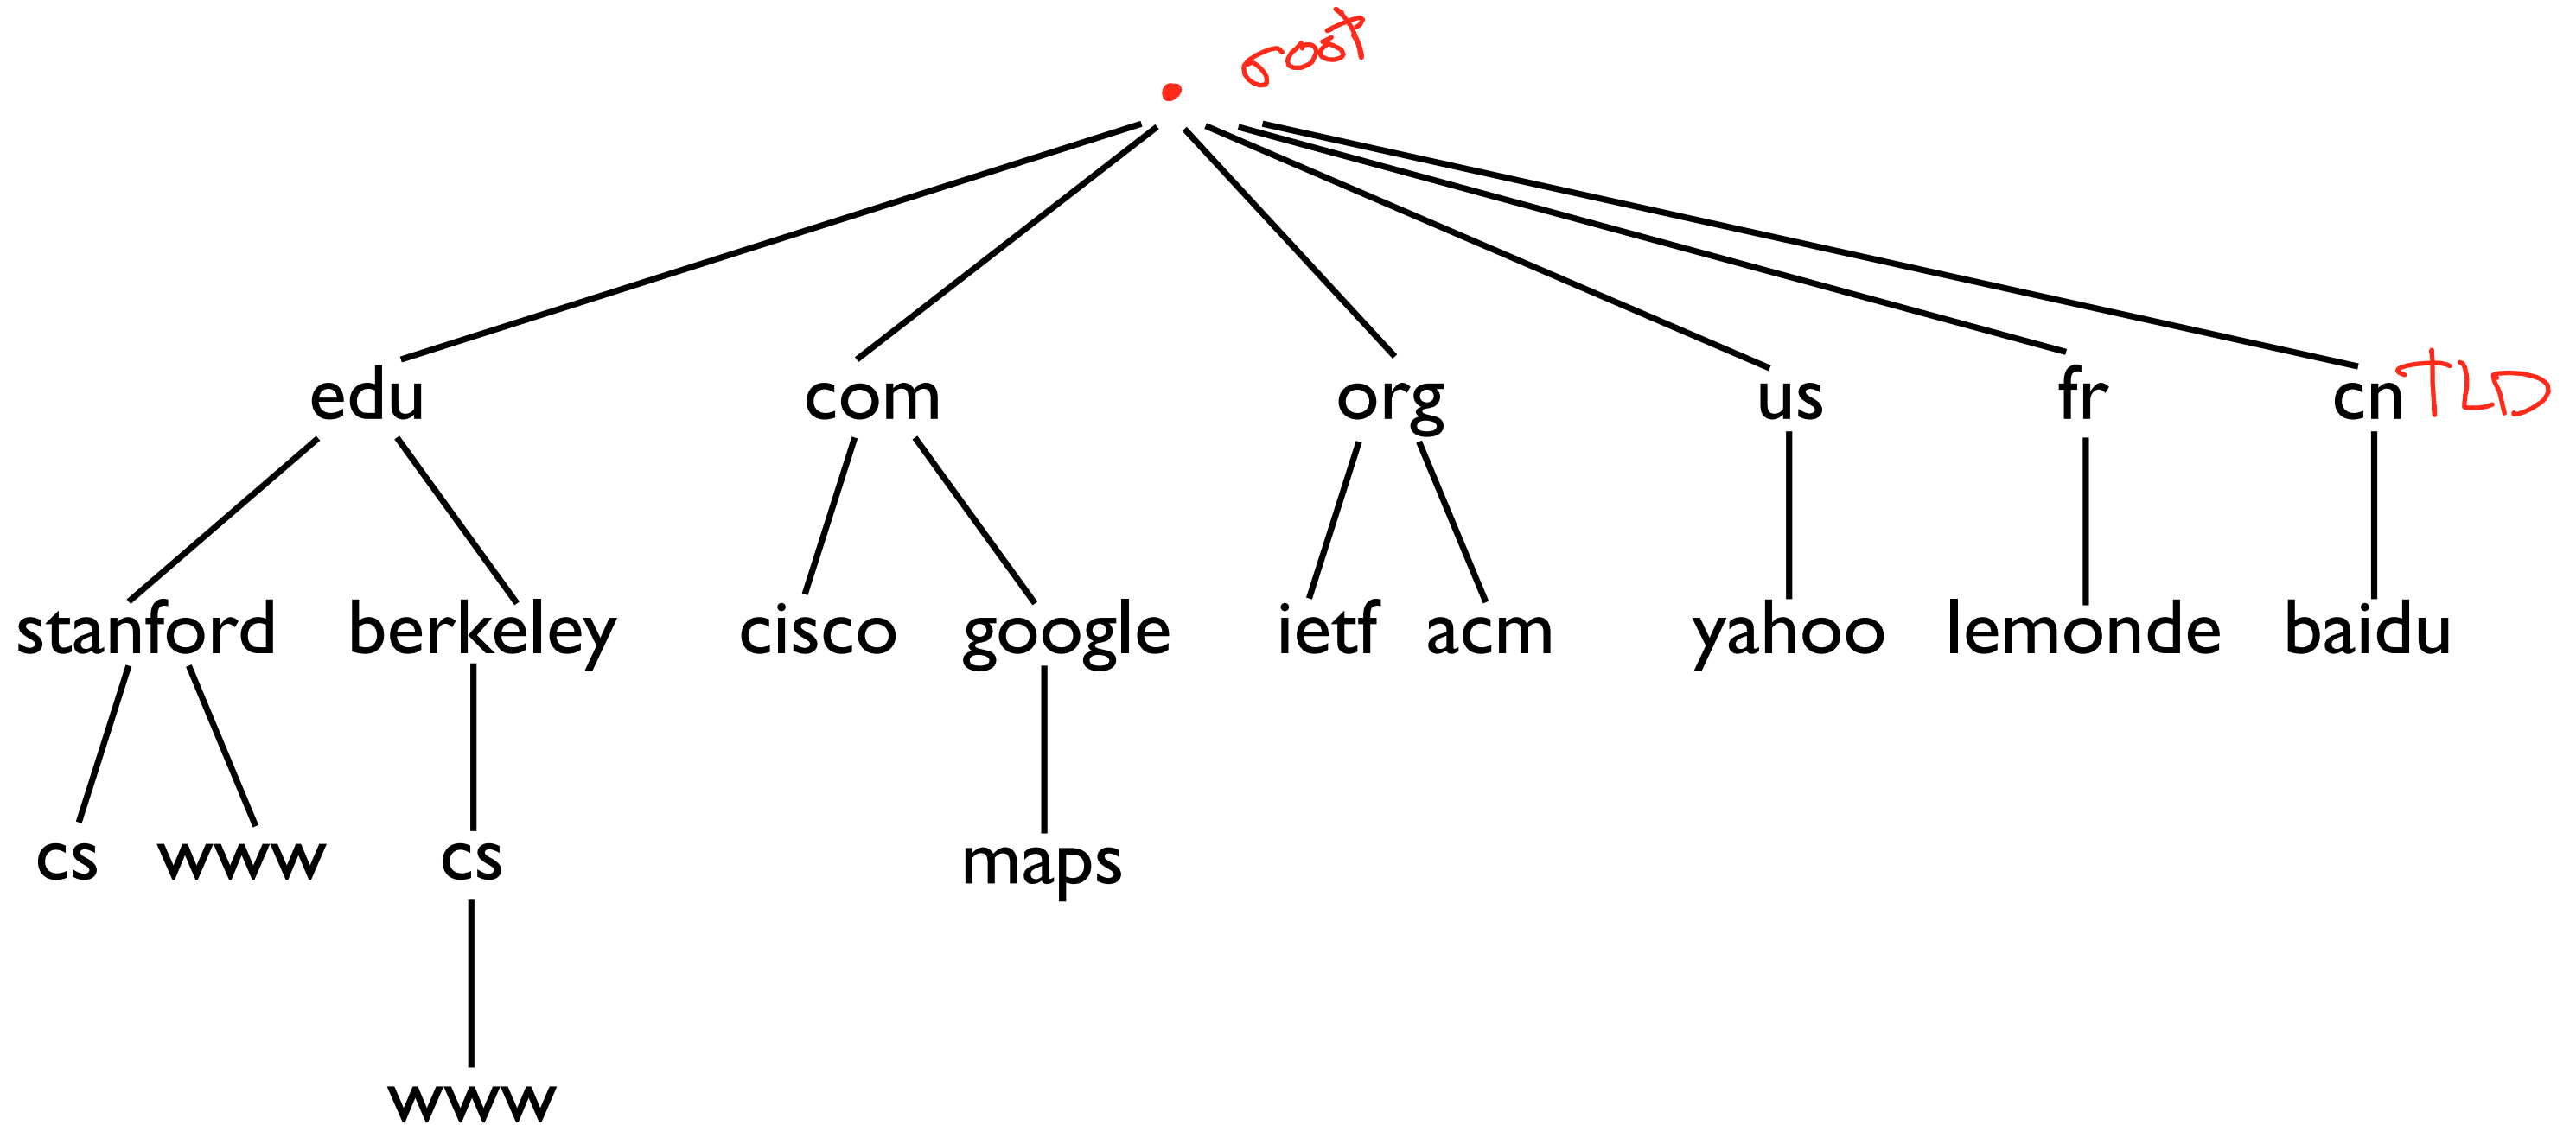 root
edu com org us fr cn TLD
stanford berkeley cisco google ietf acm yahoo lemonde baidu
cs www cs maps
www